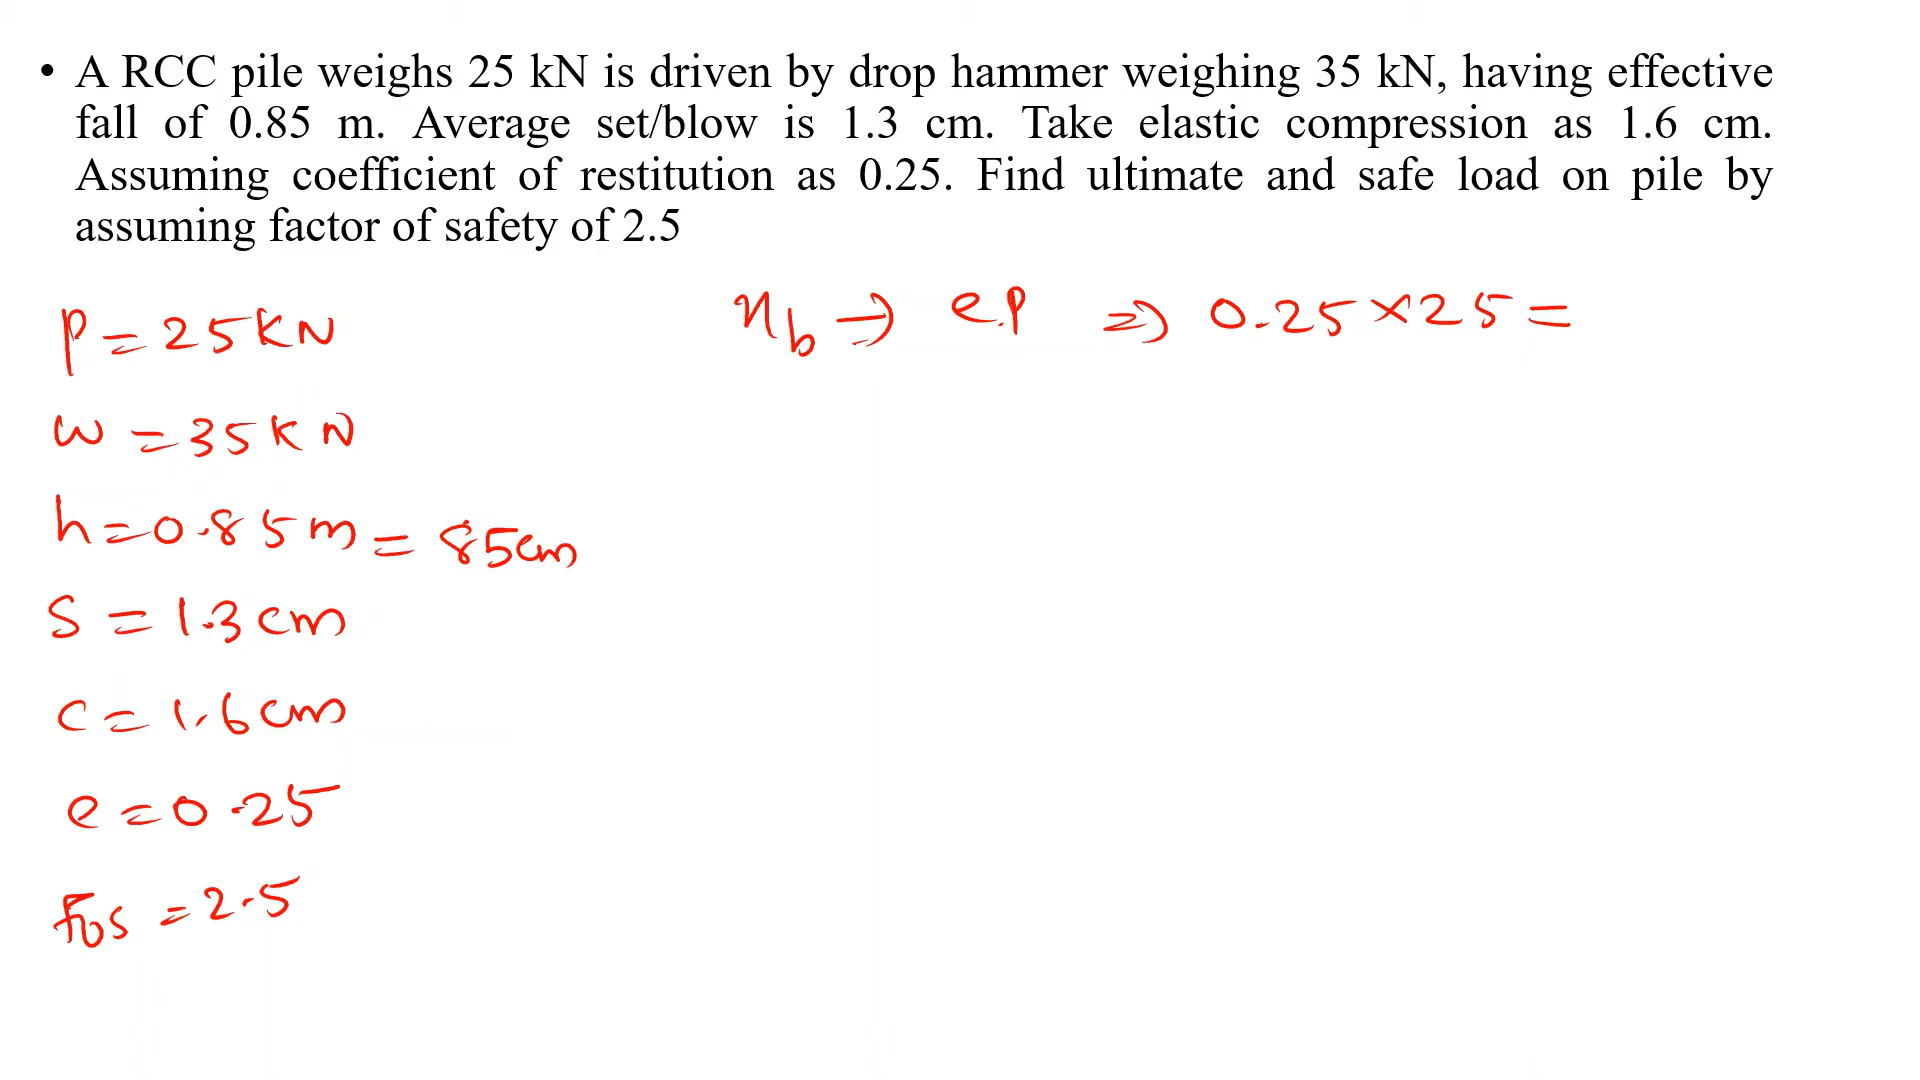 • A RCC pile weighs 25 kN is driven by drop hammer weighing 35 kN, having effective
fall of 0.85 m. Average set/blow is 1.3 cm. Take elastic compression as 1.6 cm.
Assuming coefficient of restitution as 0.25. Find ultimate and safe load on pile by
assuming factor of safety of 2.5
P = 25 KN
η_b → e.p ⇒ 0.25 × 25 =
w = 35 KN
h = 0.85 m = 85 cm
S = 1.3 cm
C = 1.6 cm
e = 0.25
FOS = 2.5